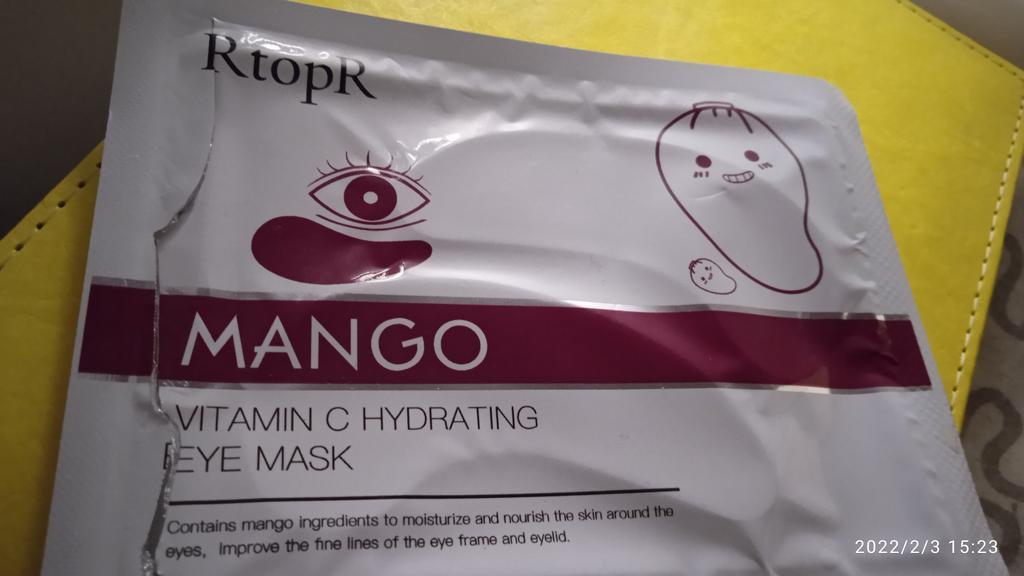 RtopR
MANGO
VITAMIN C HYDRATING
EYE MASK
Contains mango ingredients to moisturize and nourish the skin around the
eyes, Improve the fine lines of the eye frame and eyelid.
2022/2/3 15:23